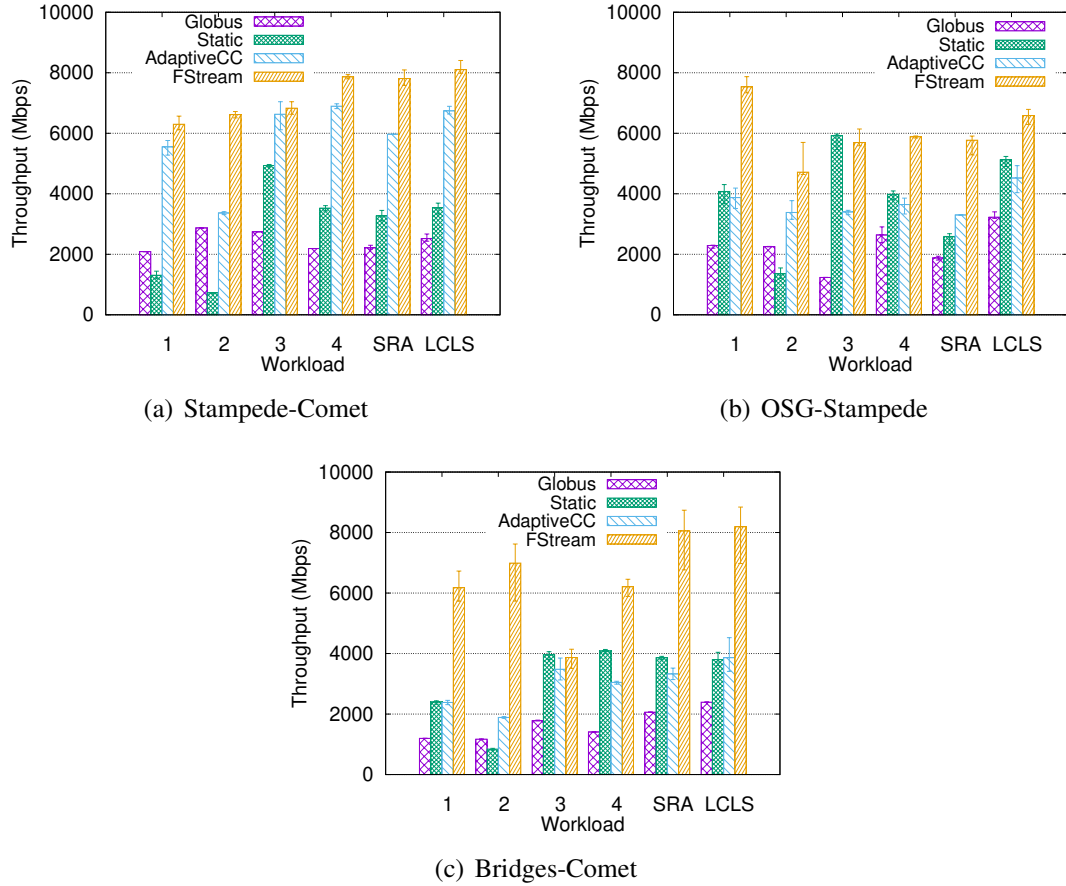 10000
8000
6000
4000
2000
0
Throughput (Mbps)
Globus
Static
AdaptiveCC
FStream
1 2 3 4 SRA LCLS
Workload
(a) Stampede-Comet
10000
8000
6000
4000
2000
0
Throughput (Mbps)
Globus
Static
AdaptiveCC
FStream
1 2 3 4 SRA LCLS
Workload
(b) OSG-Stampede
10000
8000
6000
4000
2000
0
Throughput (Mbps)
Globus
Static
AdaptiveCC
FStream
1 2 3 4 SRA LCLS
Workload
(c) Bridges-Comet